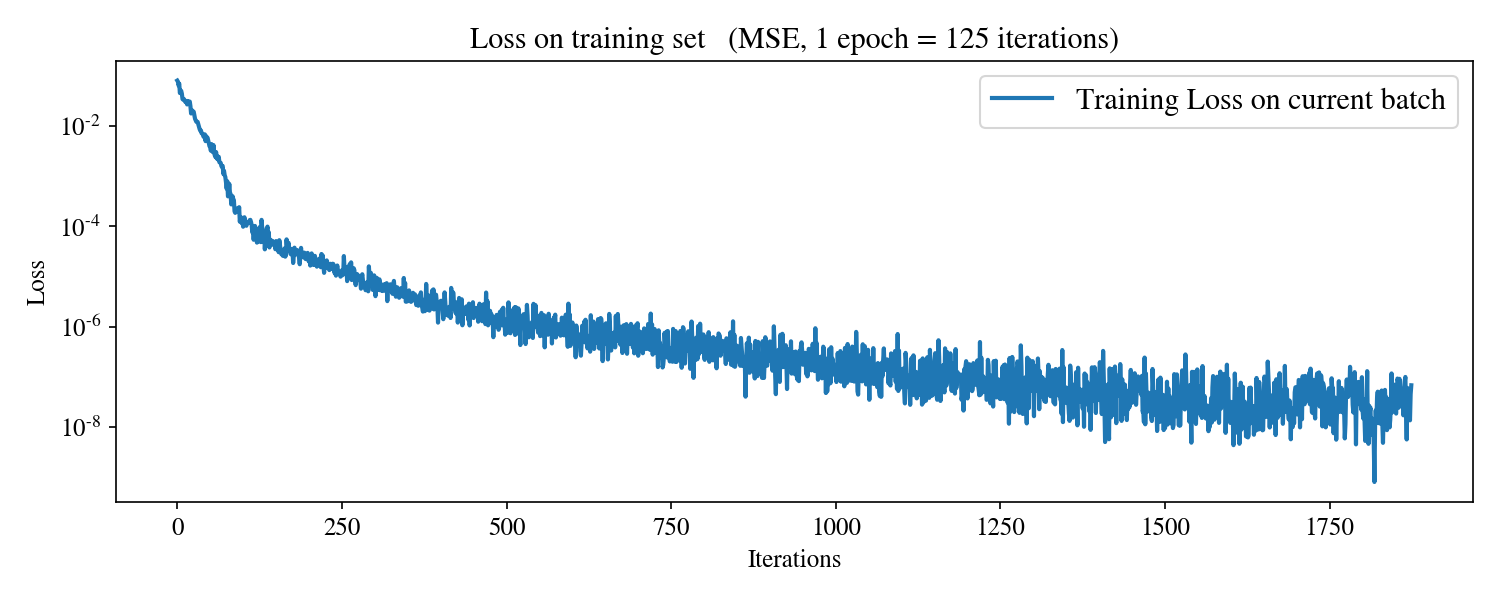 Loss on training set (MSE, 1 epoch = 125 iterations)
Training Loss on current batch
Loss
10-2
10-4
10-6
10-8
0 250 500 750 1000 1250 1500 1750
Iterations